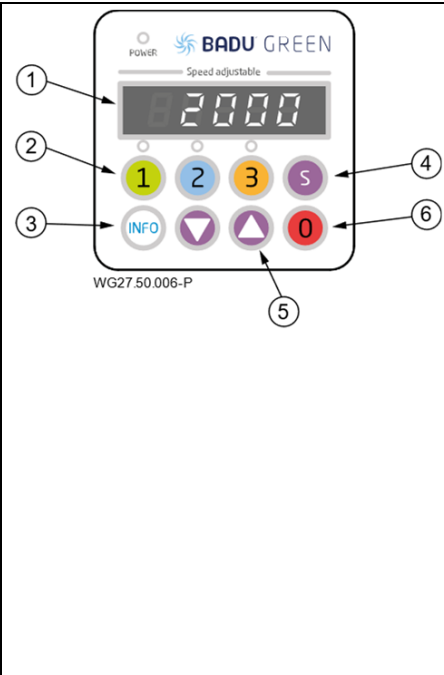 POWER BADU GREEN
Speed adjustable
1
2000
2
1 2 3 S
4
3
INFO 0
6
WG27.50.006-P
5